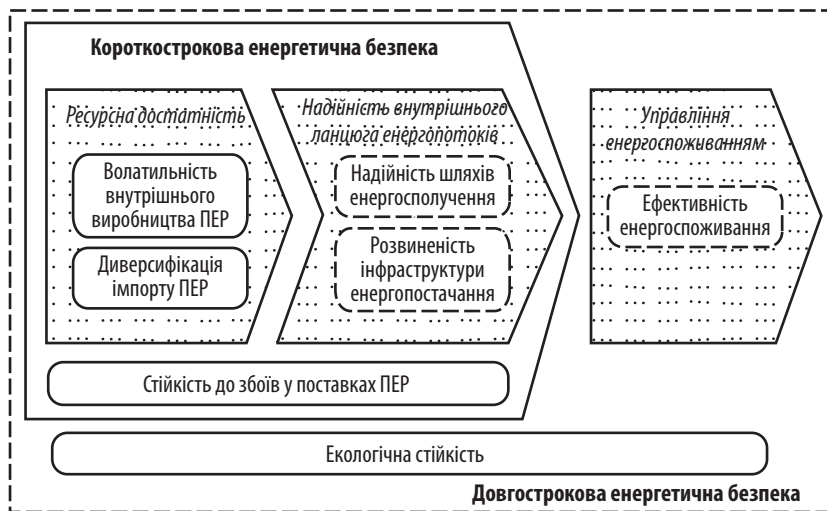 Короткострокова енергетична безпека
Ресурсна достатність
Волатильність
внутрішнього
виробництва ПЕР
Диверсифікація
імпорту ПЕР
Надійність внутрішнього
ланцюга енергопотоків
Надійність шляхів
енергосполучення
Розвиненість
інфраструктури
енергопостачання
Управління
енергоспоживанням
Ефективність
енергоспоживання
Стійкість до збоїв у поставках ПЕР
Екологічна стійкість
Довгострокова енергетична безпека